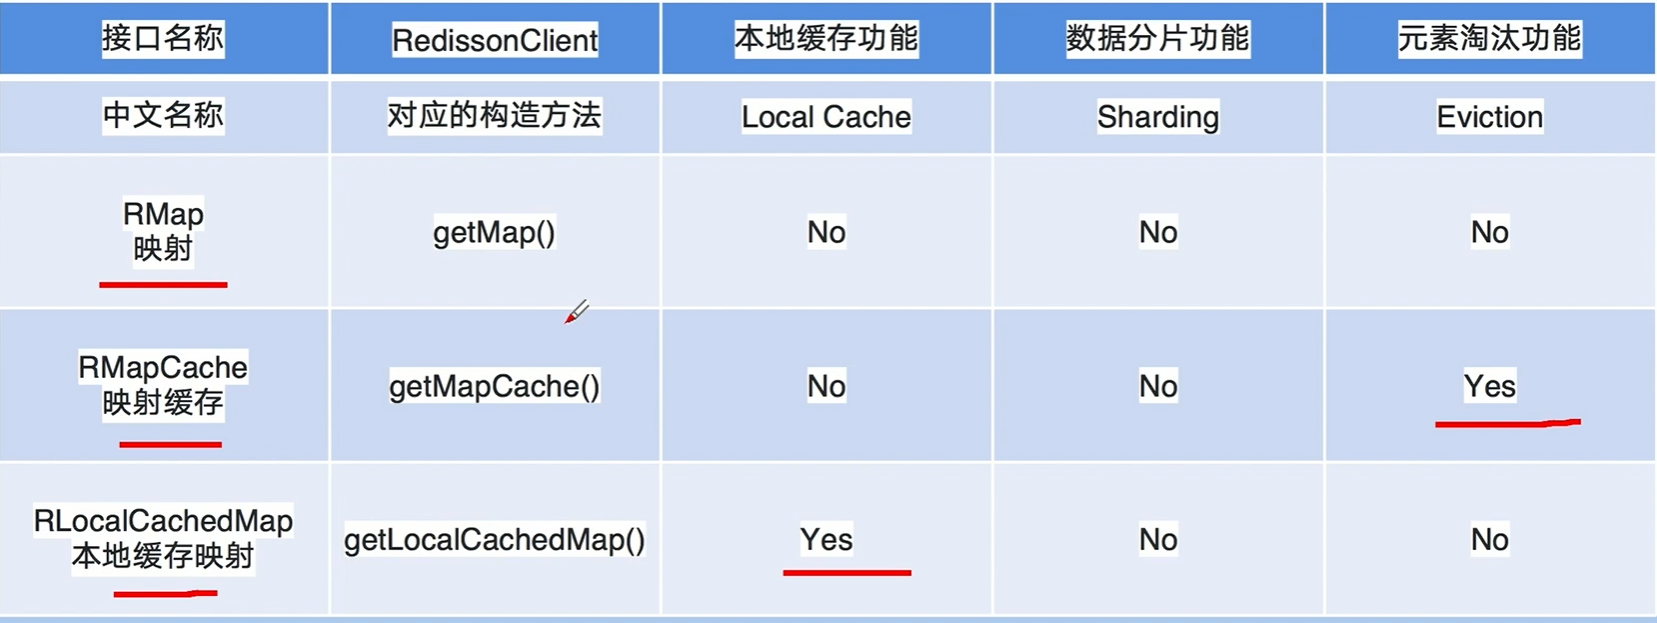 接口名称
RedissonClient
本地缓存功能
数据分片功能
元素淘汰功能
中文名称
对应的构造方法
Local Cache
Sharding
Eviction
RMap
映射
getMap()
No
No
No
RMapCache
映射缓存
getMapCache()
No
No
Yes
RLocalCachedMap
本地缓存映射
getLocalCachedMap()
Yes
No
No